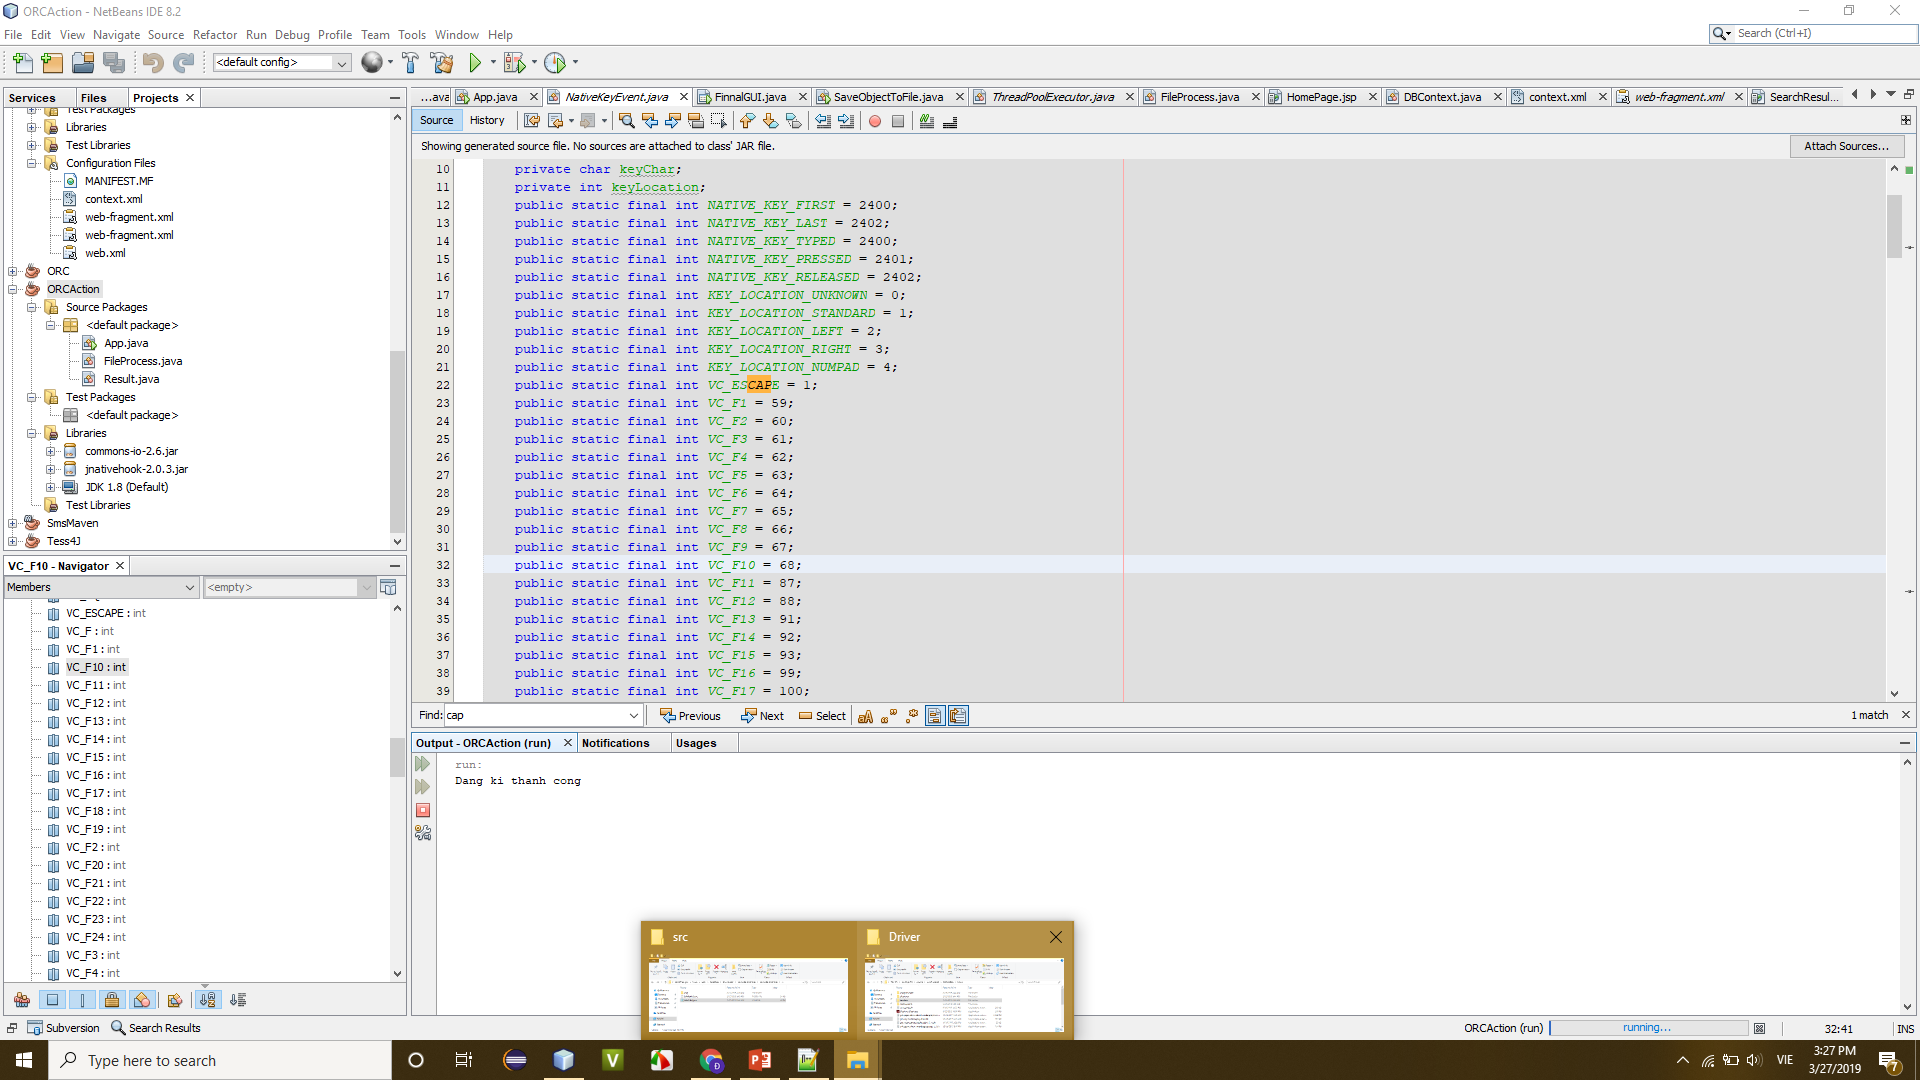 ORCAction - NetBeans IDE 8.2
File Edit View Navigate Source Refactor Run Debug Profile Team Tools Window Help
Search (Ctrl+I)
<default config>
Services Files Projects
Test Packages
Libraries
Test Libraries
Configuration Files
MANIFEST.MF
context.xml
web-fragment.xml
web-fragment.xml
web.xml
ORC
ORCAction
Source Packages
<default package>
App.java
FileProcess.java
Result.java
Test Packages
<default package>
Libraries
commons-io-2.6.jar
jnativehook-2.0.3.jar
JDK 1.8 (Default)
Test Libraries
SmsMaven
Tess4J
VC_F10 - Navigator
Members <empty>
VC_ESCAPE : int
VC_F : int
VC_F1 : int
VC_F10 : int
VC_F11 : int
VC_F12 : int
VC_F13 : int
VC_F14 : int
VC_F15 : int
VC_F16 : int
VC_F17 : int
VC_F18 : int
VC_F19 : int
VC_F2 : int
VC_F20 : int
VC_F21 : int
VC_F22 : int
VC_F23 : int
VC_F24 : int
VC_F3 : int
VC_F4 : int
...ava App.java NativeKeyEvent.java FinnalGUI.java SaveObjectToFile.java ThreadPoolExecutor.java FileProcess.java HomePage.jsp DBContext.java context.xml web-fragment.xml SearchResul...
Source History
Showing generated source file. No sources are attached to class' JAR file. Attach Sources...
10 private char keyChar;
11 private int keyLocation;
12 public static final int NATIVE_KEY_FIRST = 2400;
13 public static final int NATIVE_KEY_LAST = 2402;
14 public static final int NATIVE_KEY_TYPED = 2400;
15 public static final int NATIVE_KEY_PRESSED = 2401;
16 public static final int NATIVE_KEY_RELEASED = 2402;
17 public static final int KEY_LOCATION_UNKNOWN = 0;
18 public static final int KEY_LOCATION_STANDARD = 1;
19 public static final int KEY_LOCATION_LEFT = 2;
20 public static final int KEY_LOCATION_RIGHT = 3;
21 public static final int KEY_LOCATION_NUMPAD = 4;
22 public static final int VC_ESCAPE = 1;
23 public static final int VC_F1 = 59;
24 public static final int VC_F2 = 60;
25 public static final int VC_F3 = 61;
26 public static final int VC_F4 = 62;
27 public static final int VC_F5 = 63;
28 public static final int VC_F6 = 64;
29 public static final int VC_F7 = 65;
30 public static final int VC_F8 = 66;
31 public static final int VC_F9 = 67;
32 public static final int VC_F10 = 68;
33 public static final int VC_F11 = 87;
34 public static final int VC_F12 = 88;
35 public static final int VC_F13 = 91;
36 public static final int VC_F14 = 92;
37 public static final int VC_F15 = 93;
38 public static final int VC_F16 = 99;
39 public static final int VC_F17 = 100;
Find: cap Previous Next Select 1 match
Output - ORCAction (run) Notifications Usages
run:
Dang ki thanh cong
src Driver
Subversion Search Results
ORCAction (run) running... 32:41 INS
Type here to search
VIE
3:27 PM
3/27/2019
7